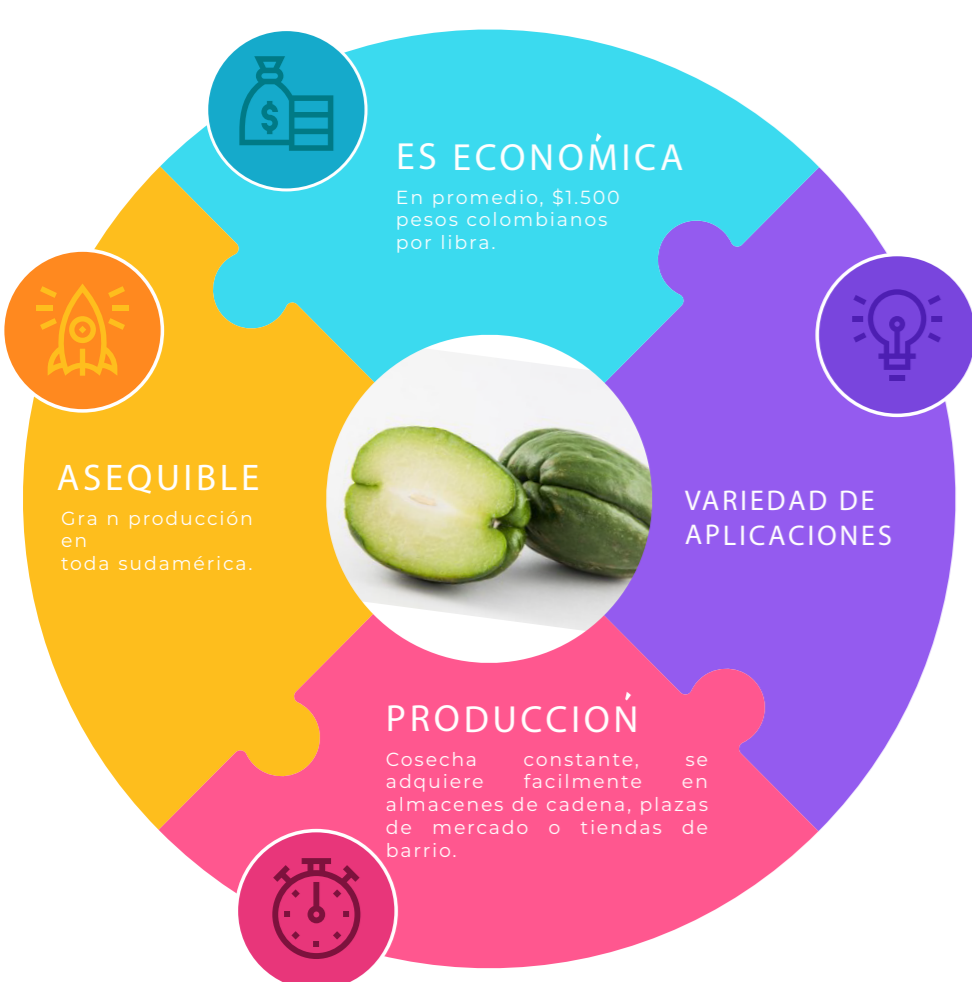 $
ES ECONOMÍCA
En promedio, $1.500
pesos colombianos
por libra.
ASEQUIBLE
Gra n producción
en
toda sudamérica.
VARIEDAD DE
APLICACIONES
PRODUCCIOŃ
Cosecha constante, se
adquiere facilmente en
almacenes de cadena, plazas
de mercado o tiendas de
barrio.